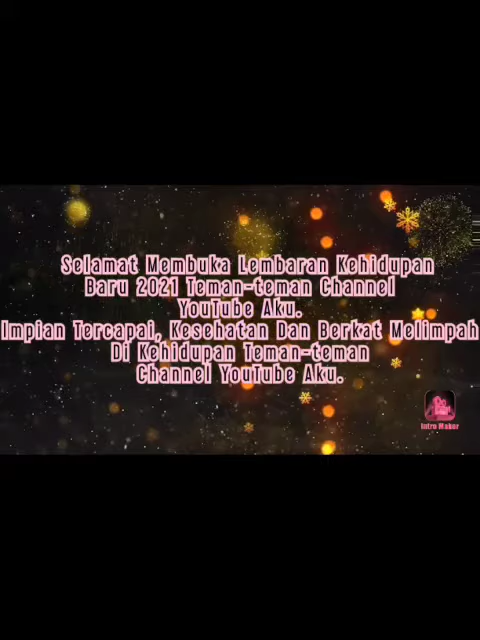 Selamat Membuka Lembaran Kehidupan
Baru 2021 Teman-teman Channel
YouTube Aku.
Impian Tercapai, Kesehatan Dan Berkat Melimpah
Di Kehidupan Teman-teman
Channel YouTube Aku.
Intro Maker